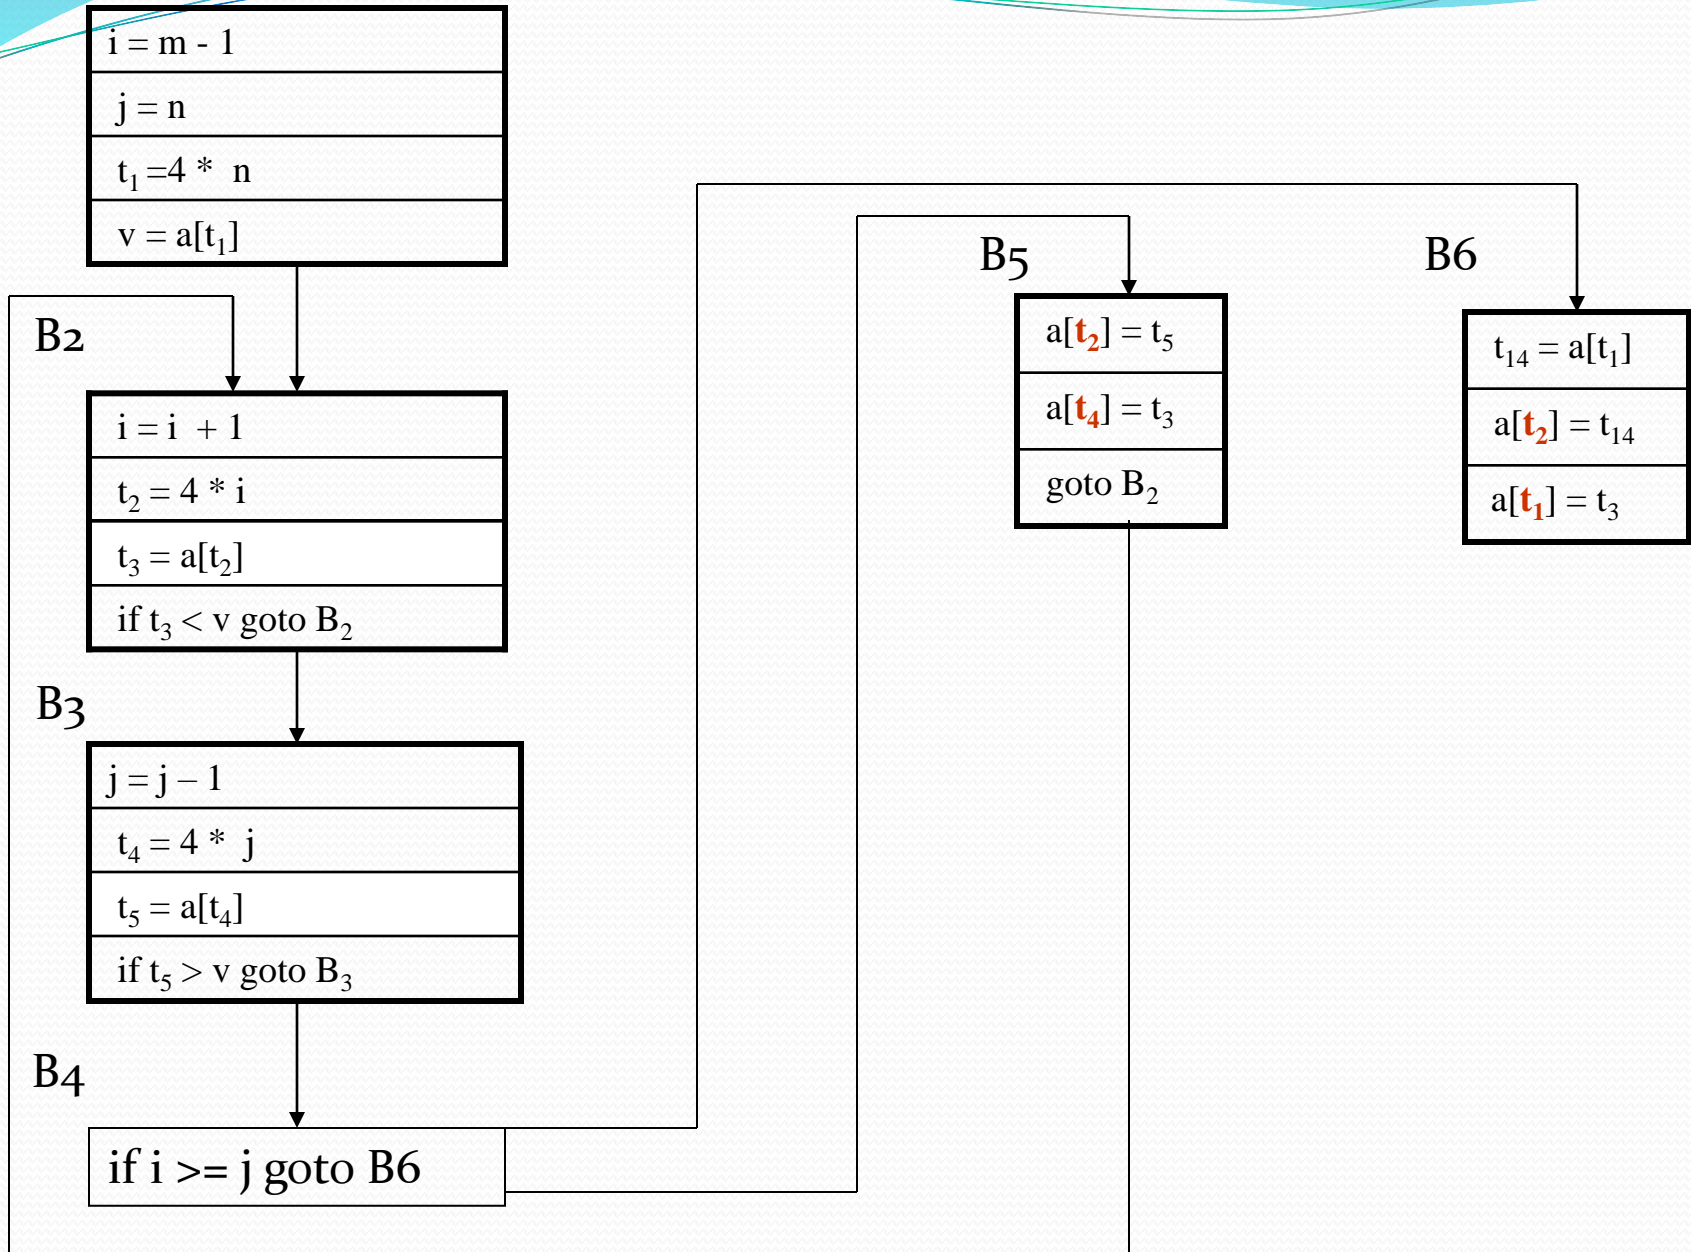 i = m - 1
j = n
t₁ =4 * n
v = a[t₁]
B2
i = i + 1
t₂ = 4 * i
t₃ = a[t₂]
if t₃ < v goto B₂
B3
j = j – 1
t₄ = 4 * j
t₅ = a[t₄]
if t₅ > v goto B₃
B4
if i >= j goto B6
B5
a[t₂] = t₅
a[t₄] = t₃
goto B₂
B6
t₁₄ = a[t₁]
a[t₂] = t₁₄
a[t₁] = t₃